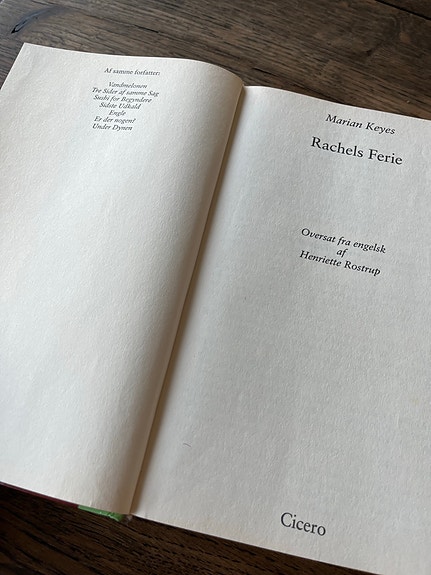 Af samme forfatter:
Vandmelonen
Tre Sider af samme Sag
Sushi for Begyndere
Sidste Udkald
Engle
Er der nogen?
Under Dynen
Marian Keyes
Rachels Ferie
Oversat fra engelsk
af
Henriette Rostrup
Cicero